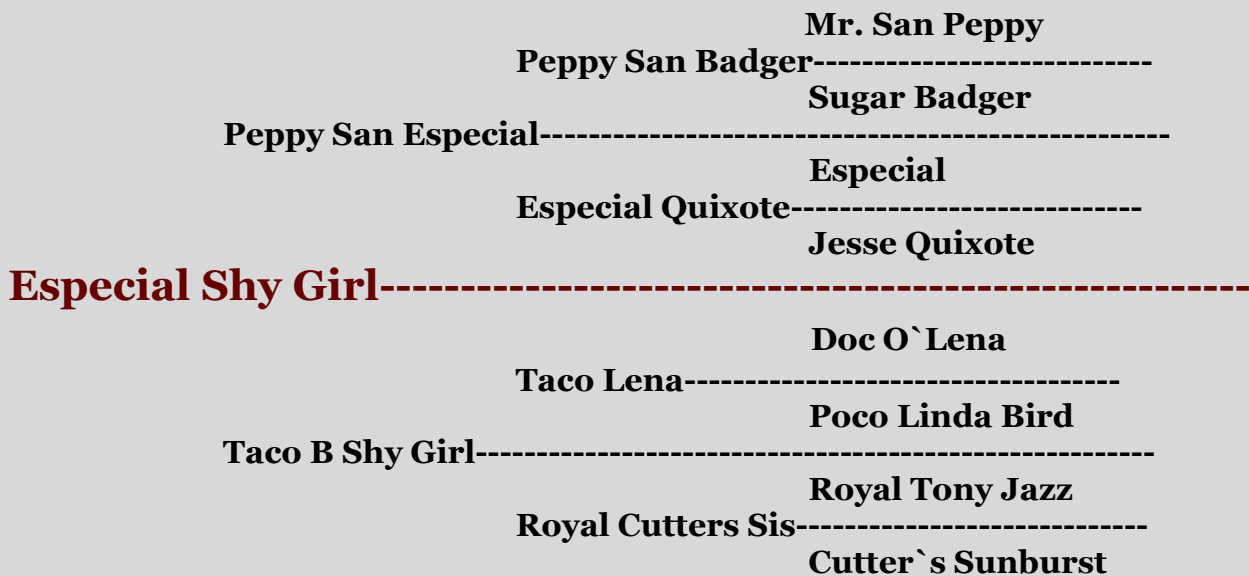 Mr. San Peppy
Peppy San Badger----------------------------
Sugar Badger
Peppy San Especial----------------------------------------------------
Especial
Especial Quixote-----------------------------
Jesse Quixote
Especial Shy Girl------------------------------------------------------
Doc O`Lena
Taco Lena------------------------------------
Poco Linda Bird
Taco B Shy Girl--------------------------------------------------------
Royal Tony Jazz
Royal Cutters Sis-----------------------------
Cutter`s Sunburst